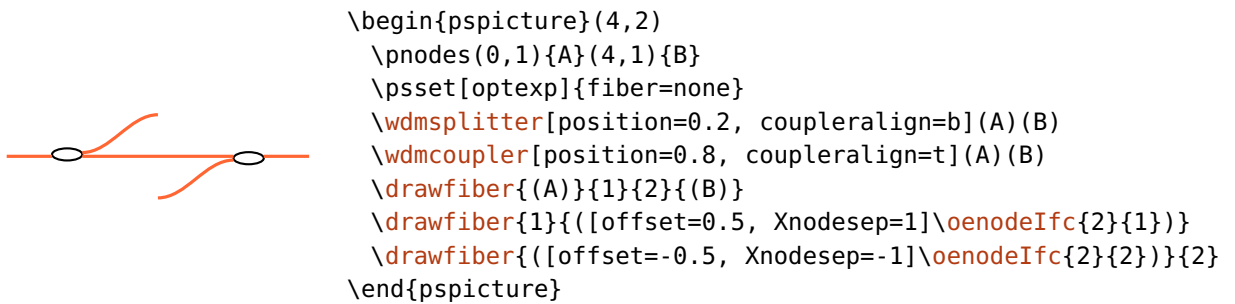 \begin{pspicture}(4,2)
  \pnodes(0,1){A}(4,1){B}
  \psset[optexp]{fiber=none}
  \wdmsplitter[position=0.2, coupleralign=b](A)(B)
  \wdmcoupler[position=0.8, coupleralign=t](A)(B)
  \drawfiber{(A)}{1}{2}{(B)}
  \drawfiber{1}{([offset=0.5, Xnodesep=1]\oenodeIfc{2}{1})}
  \drawfiber{([offset=-0.5, Xnodesep=-1]\oenodeIfc{2}{2})}{2}
\end{pspicture}